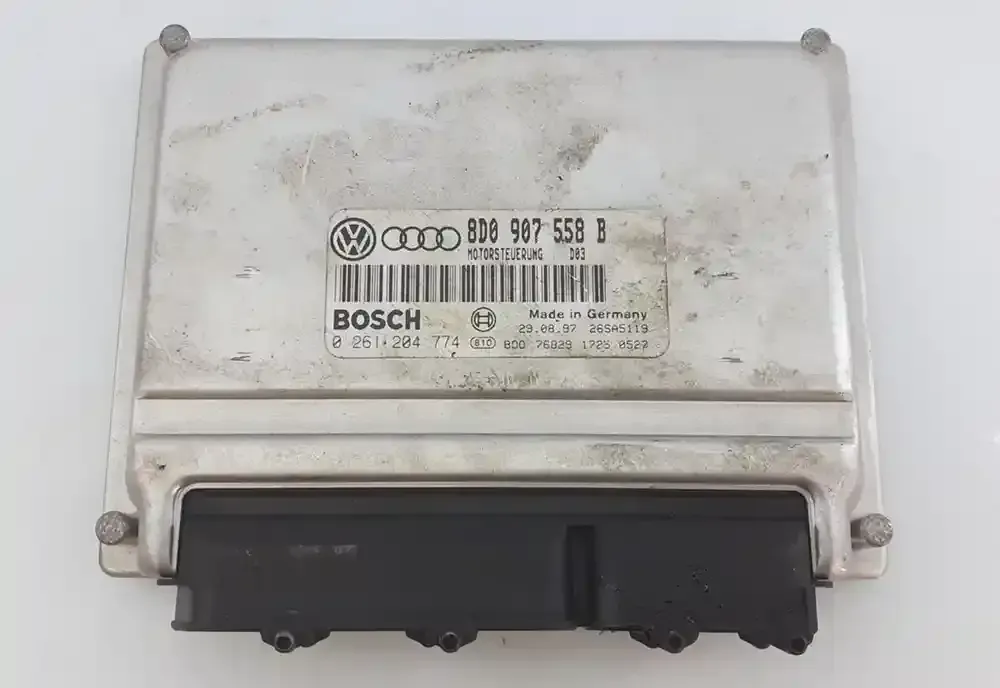 8D0 907 558 B
MOTORSTEUERUNG D03
BOSCH Made in Germany
29.08.97 26SA5119
0 261 204 774 810 8D0 76829 1725 0527